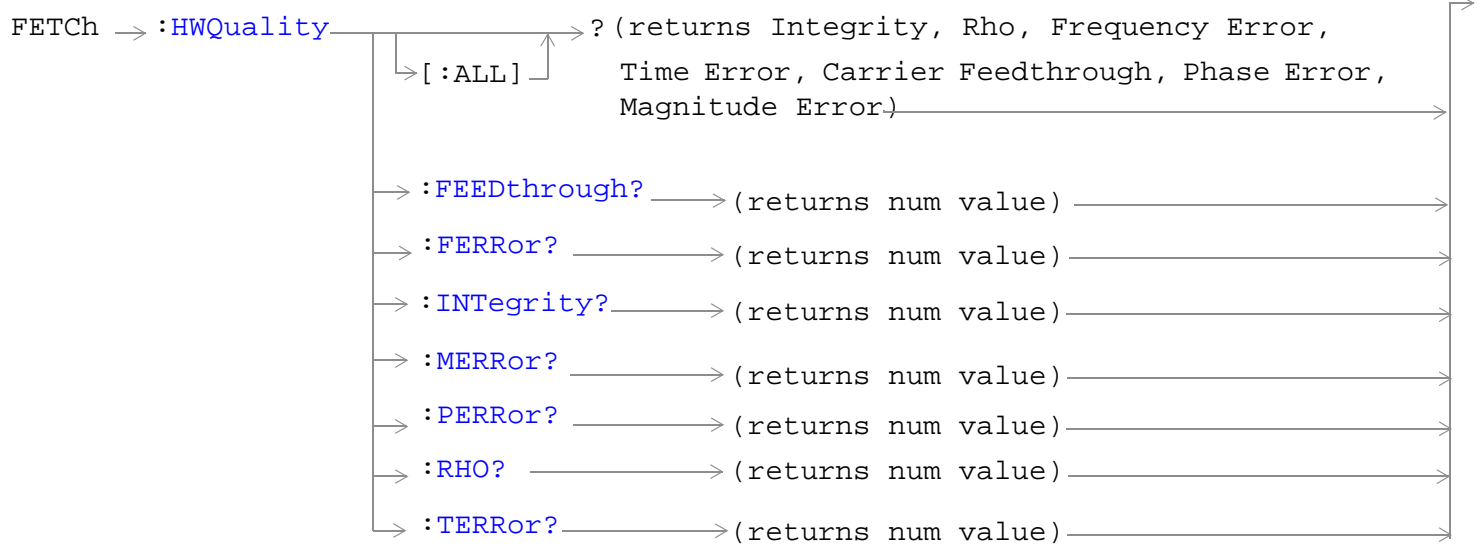 FETCh :HWQuality ? (returns Integrity, Rho, Frequency Error,
[:ALL] Time Error, Carrier Feedthrough, Phase Error,
Magnitude Error)
:FEEDthrough? (returns num value)
:FERRor? (returns num value)
:INTegrity? (returns num value)
:MERRor? (returns num value)
:PERRor? (returns num value)
:RHO? (returns num value)
:TERRor? (returns num value)